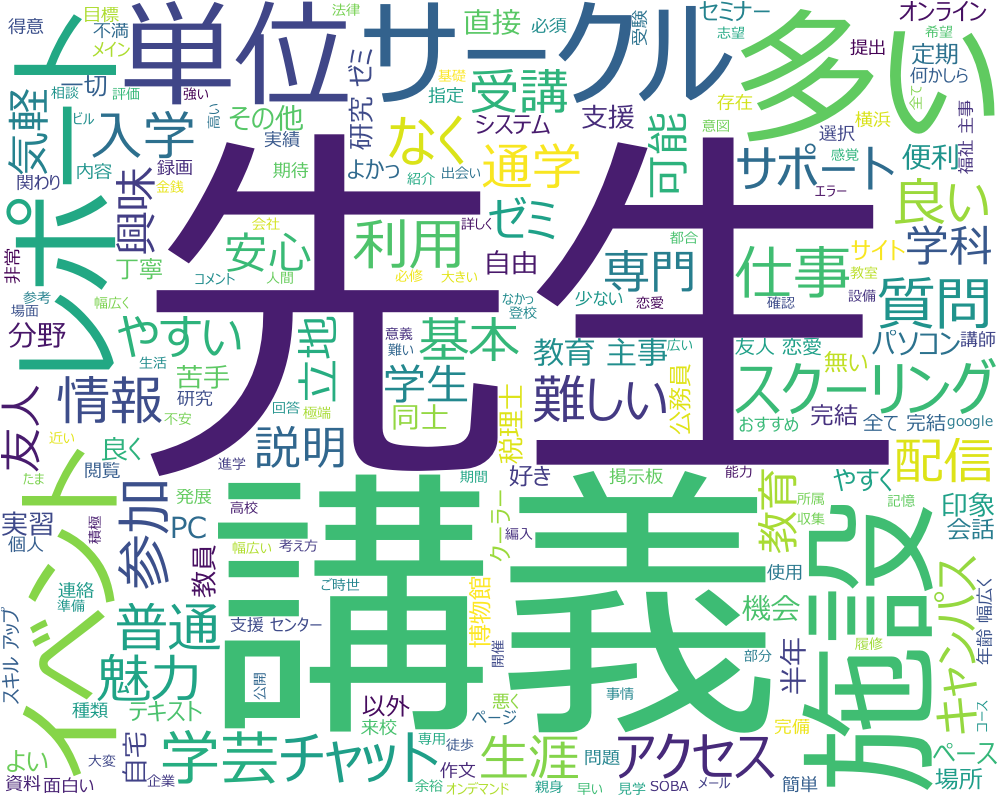 先生
講義
多い
施設
サークル
単位
レポート
イベント
法律
目標
得意
不満
メイン
一切
相談
評価
ビル
強い
高い
気軽
入学
内容
録画
関わり
金銭
興味
非常
丁寧
参考
幅広く
場面
分野
やすい
生活
情報
苦手
研究
友人
不安
近い
良く
閲覧
たま
発展
進学
説明
回答
極端
直接
必須
受験
セミナー
志望
オンライン
希望
提出
定期
何かしら
全て
基礎
指定
受講
支援
存在
横浜
研究 ゼミ
その他
実績
システム
なく
よかっ
期待
紹介
出会い
通学
可能
意図
選択
感覚
サポート
エラー
便利
福祉 主事
良い
会社
詳しく
安心
利用
ゼミ
コメント
人間
必修
大きい
自由
専門
都合
仕事
サイト
教室
学科
設備
質問
立地
意義
難い
基本
なかっ
登校
少ない
恋愛
確認
教育 主事
広い
友人 恋愛
パソコン
講師
無い
学生
同士
税理士
難しい
公務員
スクーリング
おすすめ
完結
全て 完結
google
期間
好き
掲示板
能力
教育
やすく
配信
所属
収集
記憶
印象
会話
実習
個人
積極
参加
PC
高校
幅広い
考え方
教員
ご時世
クーラー
編入
博物館
使用
機会
キャンパス
年齢 幅広く
連絡
準備
スキル アップ
普通
支援 センター
開催
部分
半年
履修
コース
魅力
公開
種類
テキスト
以外
来校
悪く
ページ
事情
完備
ペース
場所
よい
大変
自宅
資料
面白い
企業
学芸
チャット
専用
徒歩
作文
余裕
オンデマンド
生涯
親身
問題
早い
見学
アクセス
SOBA
メール
簡単